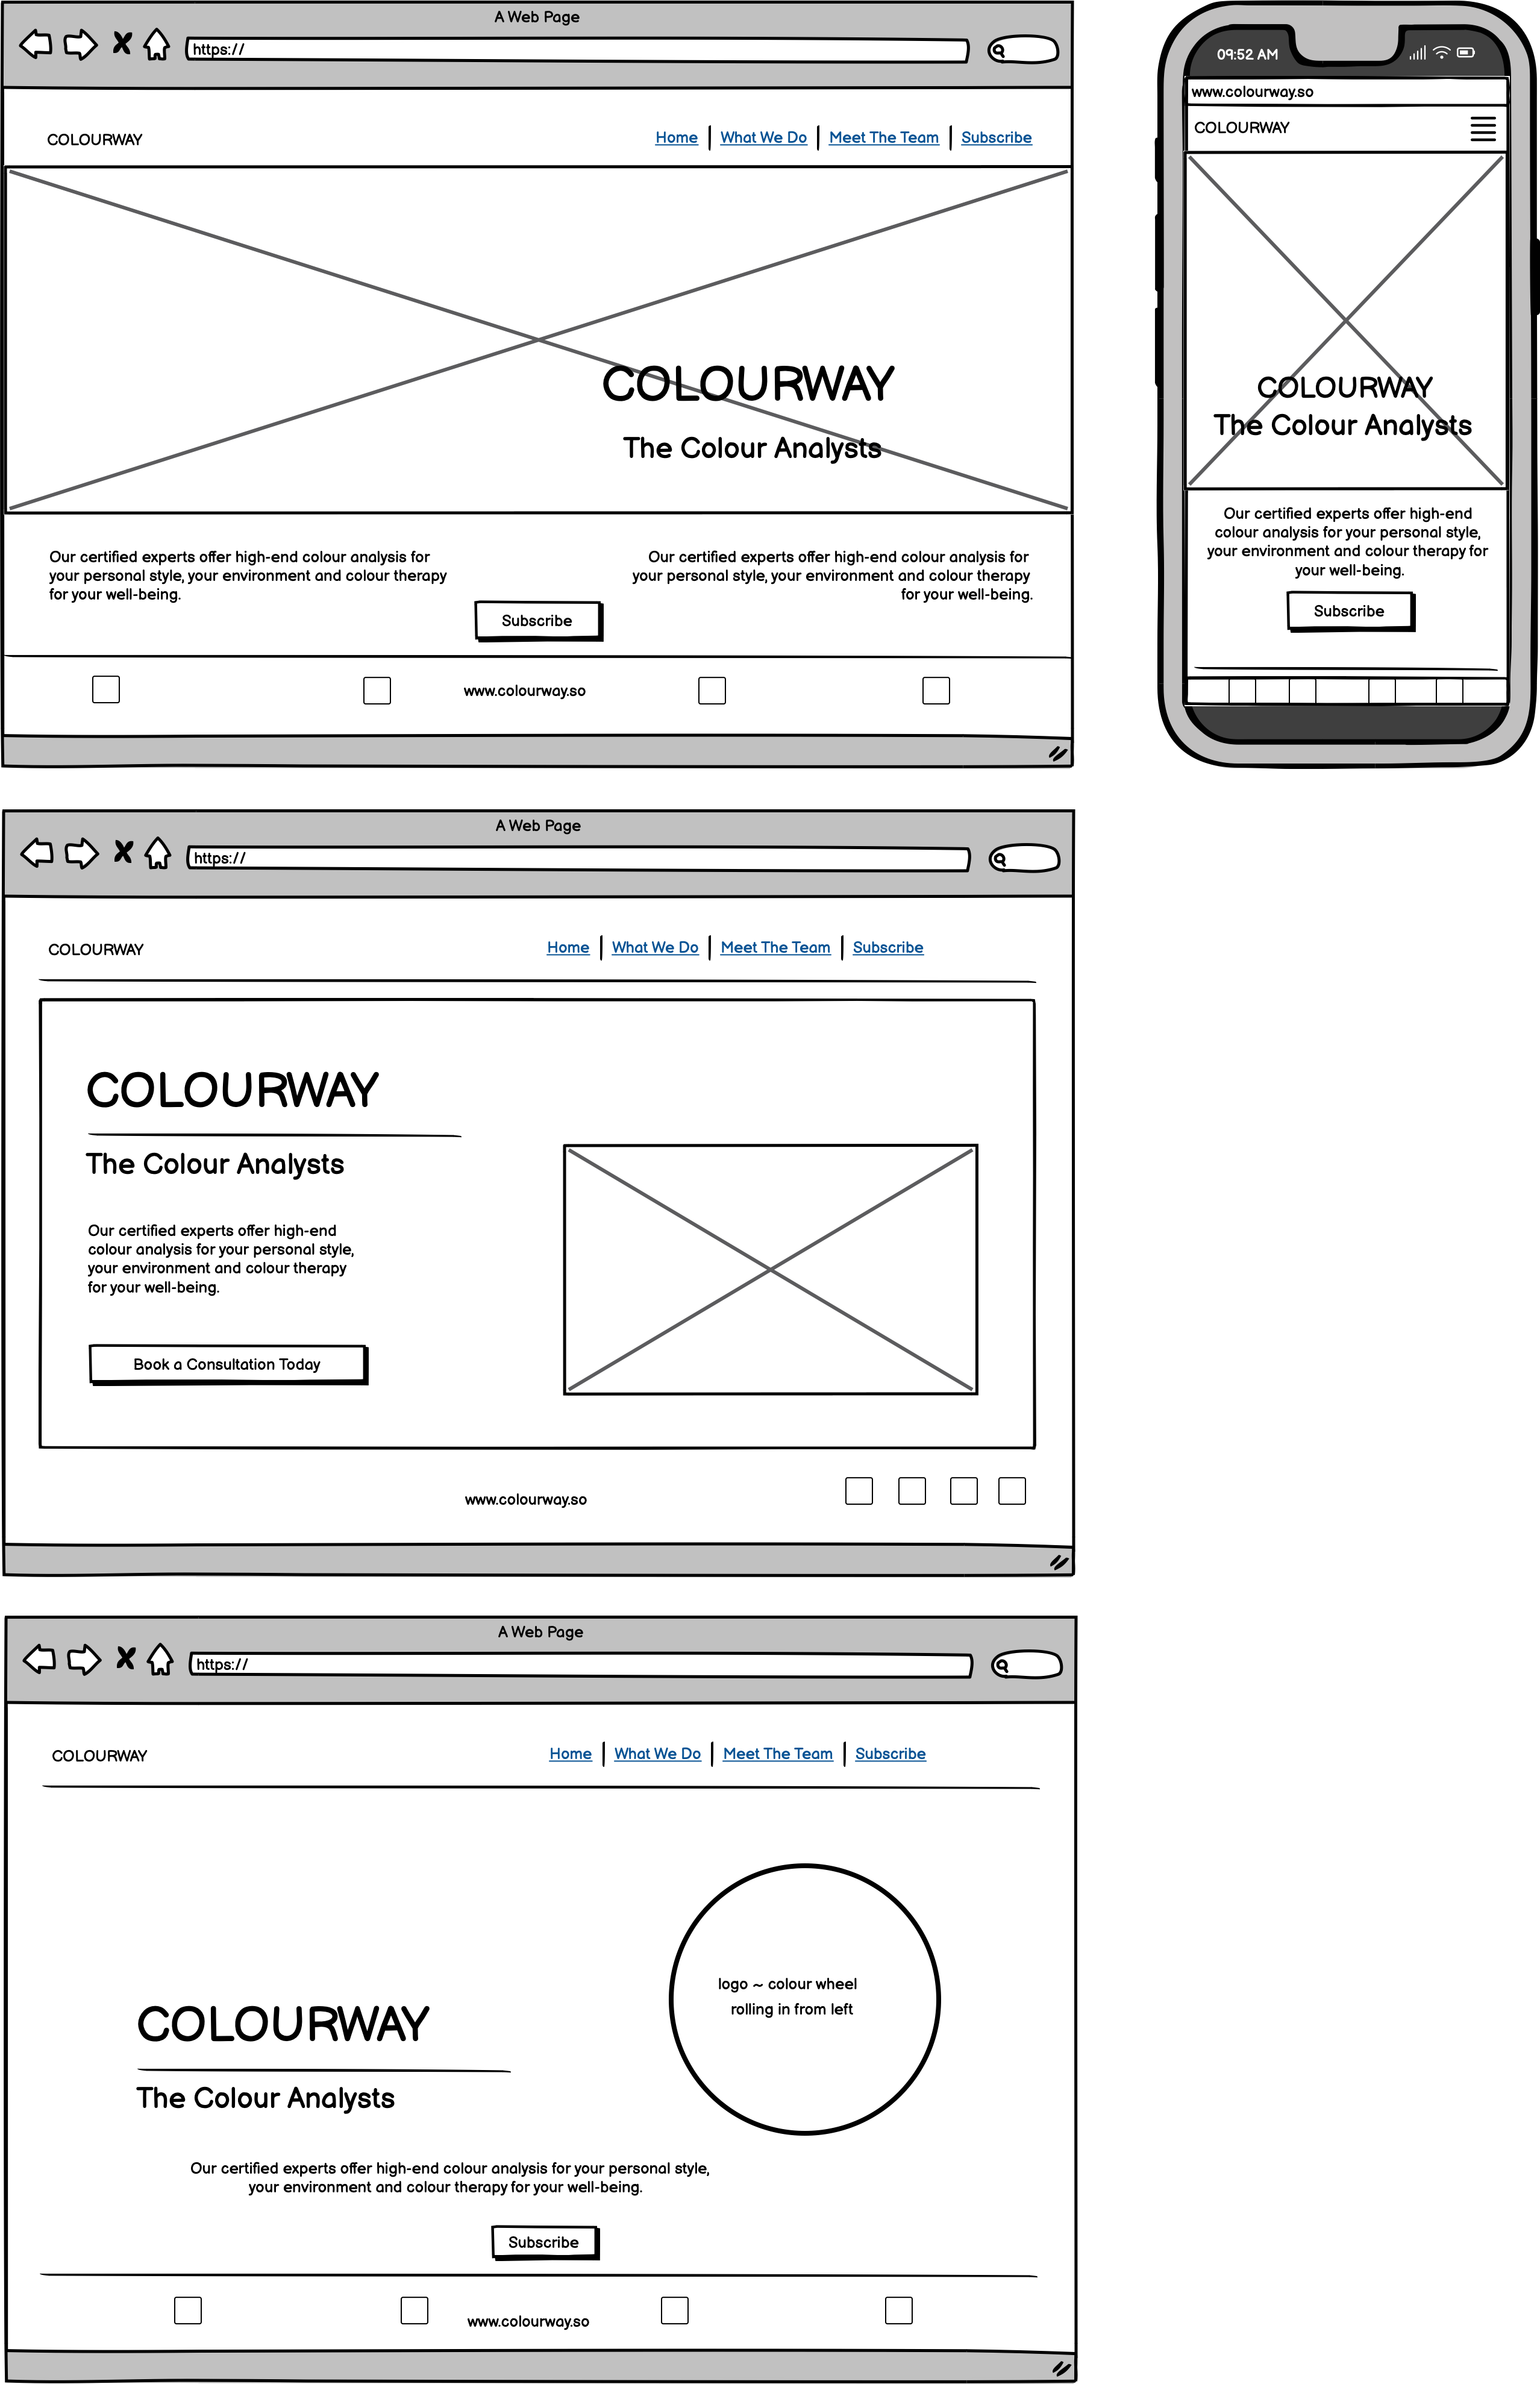 A Web Page
https://
COLOURWAY
Home | What We Do | Meet The Team | Subscribe
COLOURWAY
The Colour Analysts
Our certified experts offer high-end colour analysis for
your personal style, your environment and colour therapy
for your well-being.
Our certified experts offer high-end colour analysis for
your personal style, your environment and colour therapy
for your well-being.
Subscribe
www.colourway.so
09:52 AM
www.colourway.so
COLOURWAY
COLOURWAY
The Colour Analysts
Our certified experts offer high-end
colour analysis for your personal style,
your environment and colour therapy for
your well-being.
Subscribe
A Web Page
https://
COLOURWAY
Home | What We Do | Meet The Team | Subscribe
COLOURWAY
The Colour Analysts
Our certified experts offer high-end
colour analysis for your personal style,
your environment and colour therapy
for your well-being.
Book a Consultation Today
www.colourway.so
A Web Page
https://
COLOURWAY
Home | What We Do | Meet The Team | Subscribe
logo ~ colour wheel
rolling in from left
COLOURWAY
The Colour Analysts
Our certified experts offer high-end colour analysis for your personal style,
your environment and colour therapy for your well-being.
Subscribe
www.colourway.so